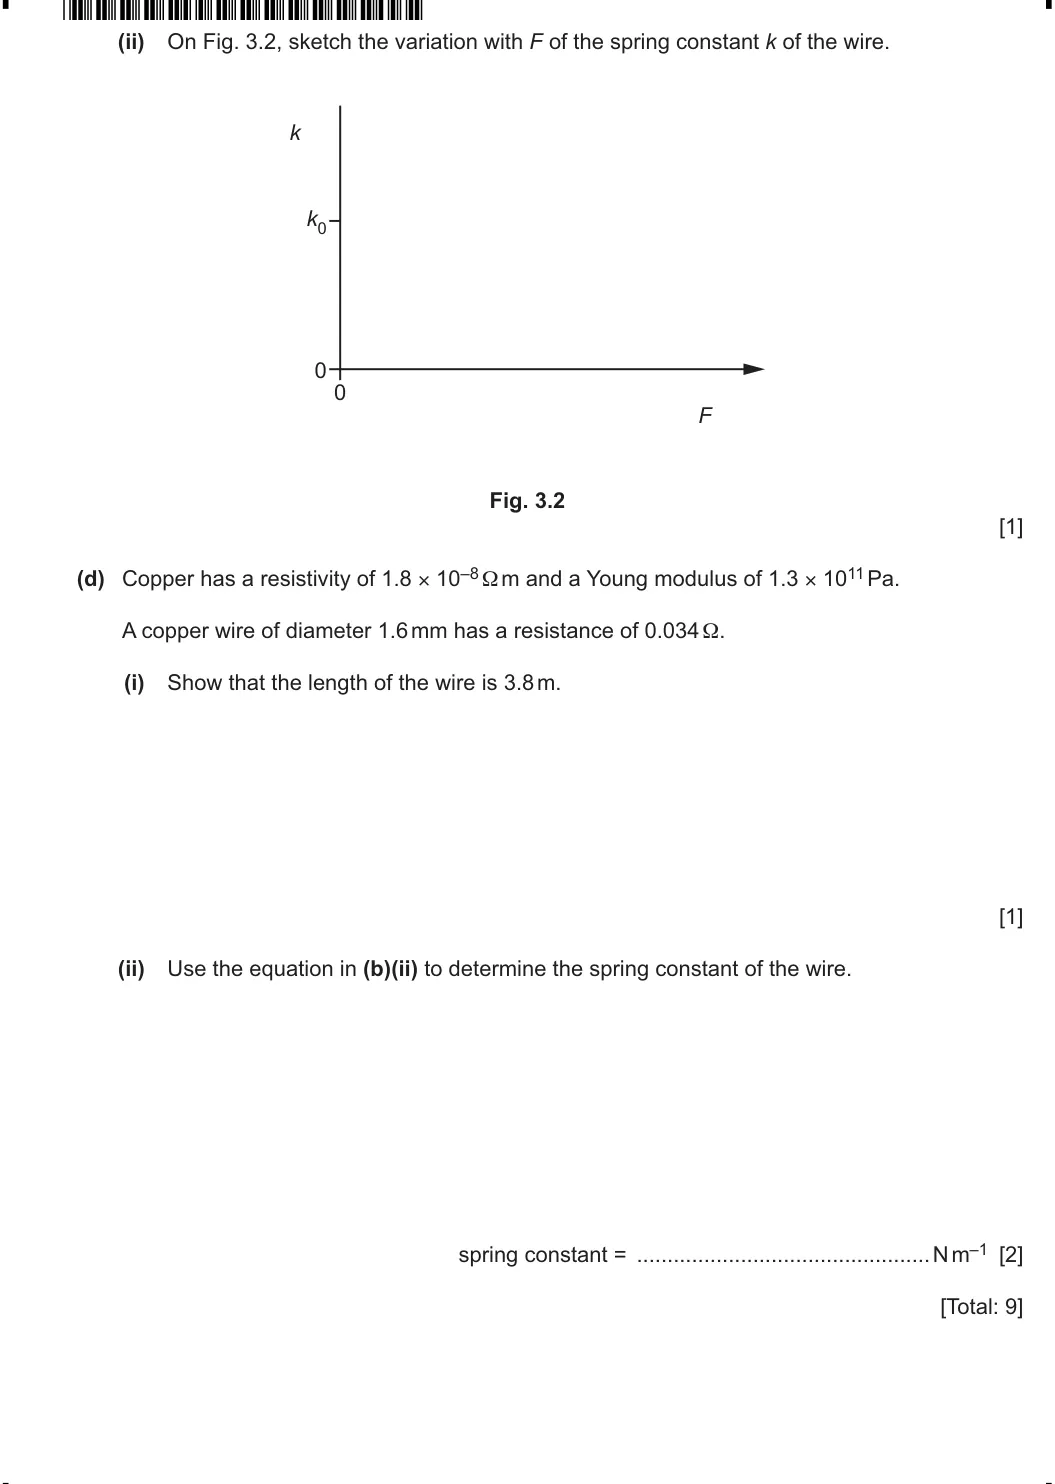 (ii) On Fig. 3.2, sketch the variation with F of the spring constant k of the wire.
k
k₀
0
0
F
Fig. 3.2
[1]
(d) Copper has a resistivity of 1.8 × 10⁻⁸ Ω m and a Young modulus of 1.3 × 10¹¹ Pa.
A copper wire of diameter 1.6 mm has a resistance of 0.034 Ω.
(i) Show that the length of the wire is 3.8 m.
[1]
(ii) Use the equation in (b)(ii) to determine the spring constant of the wire.
spring constant = ................................................ N m⁻¹ [2]
[Total: 9]